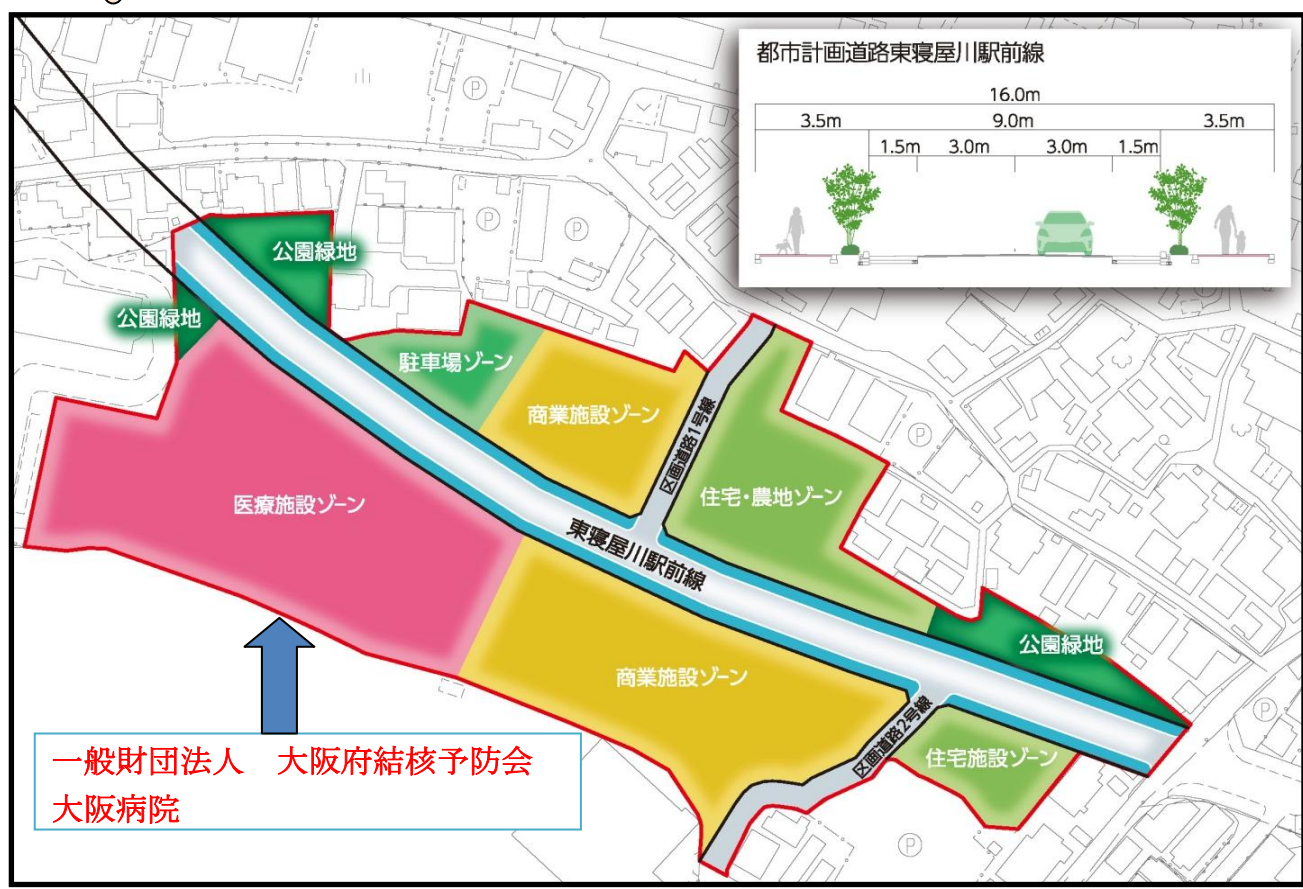 都市計画道路東寝屋川駅前線
16.0m
3.5m 9.0m 3.5m
1.5m 3.0m 3.0m 1.5m
P
P
P
公園緑地
公園緑地
駐車場ゾーン
商業施設ゾーン
区画道路1号線
P
住宅・農地ゾーン
医療施設ゾーン
東寝屋川駅前線
公園緑地
商業施設ゾーン
区画道路2号線
P
住宅施設ゾーン
一般財団法人 大阪府結核予防会
大阪病院
P